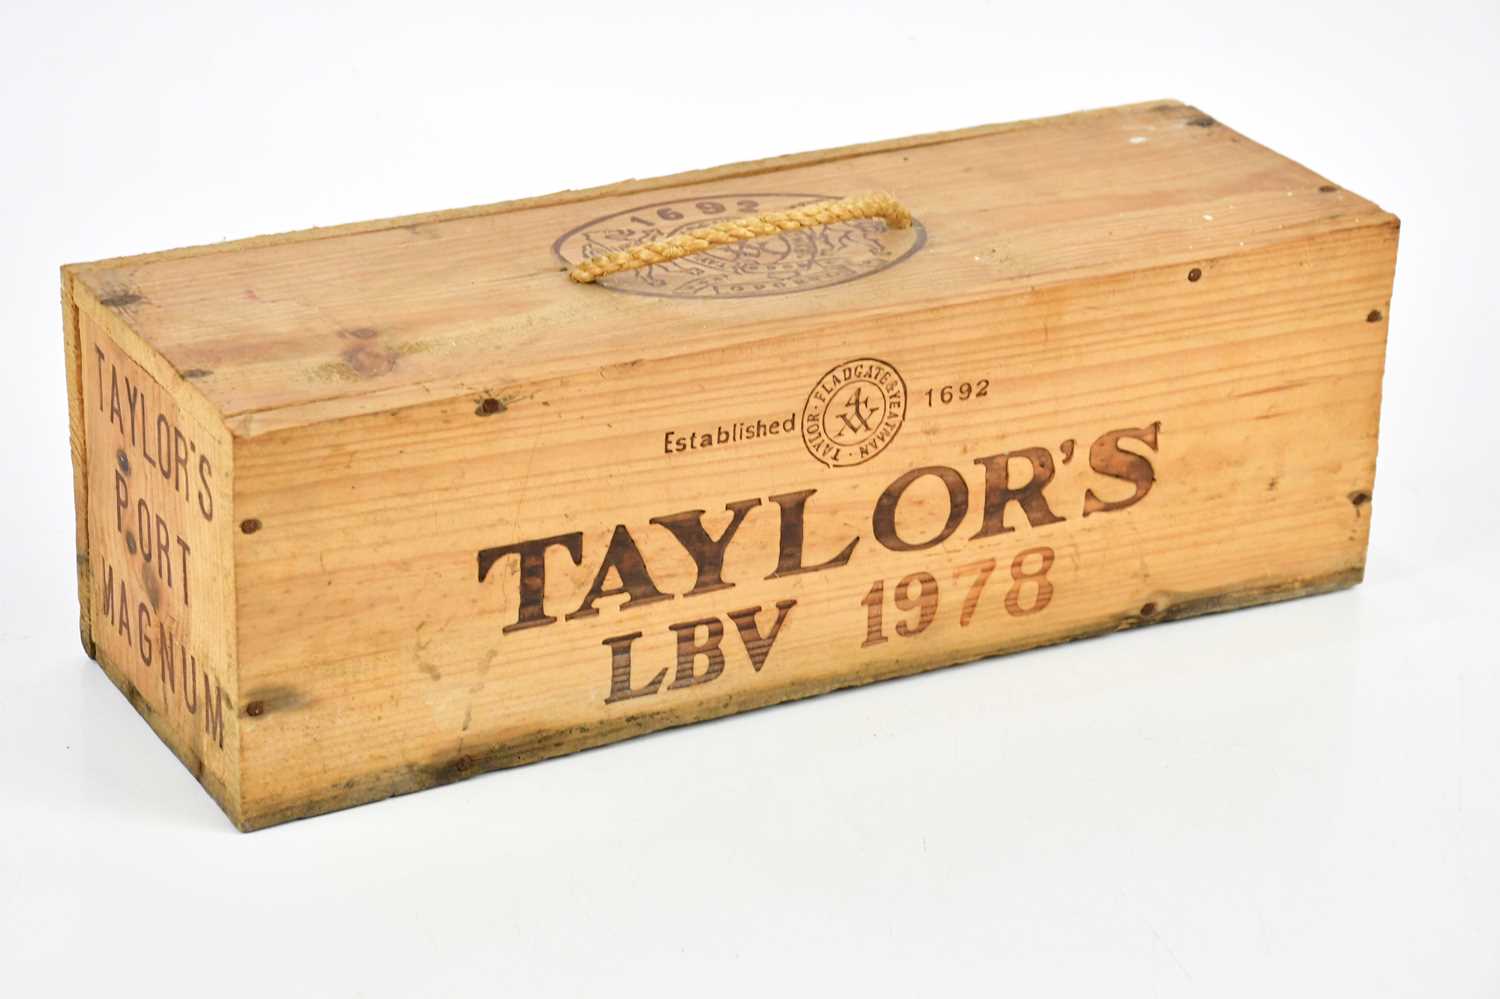 1692
Established
TAYLOR · FLADGATE & YEATMAN ·
1692
TAYLOR'S
LBV 1978
TAYLOR'S
PORT
MAGNUM